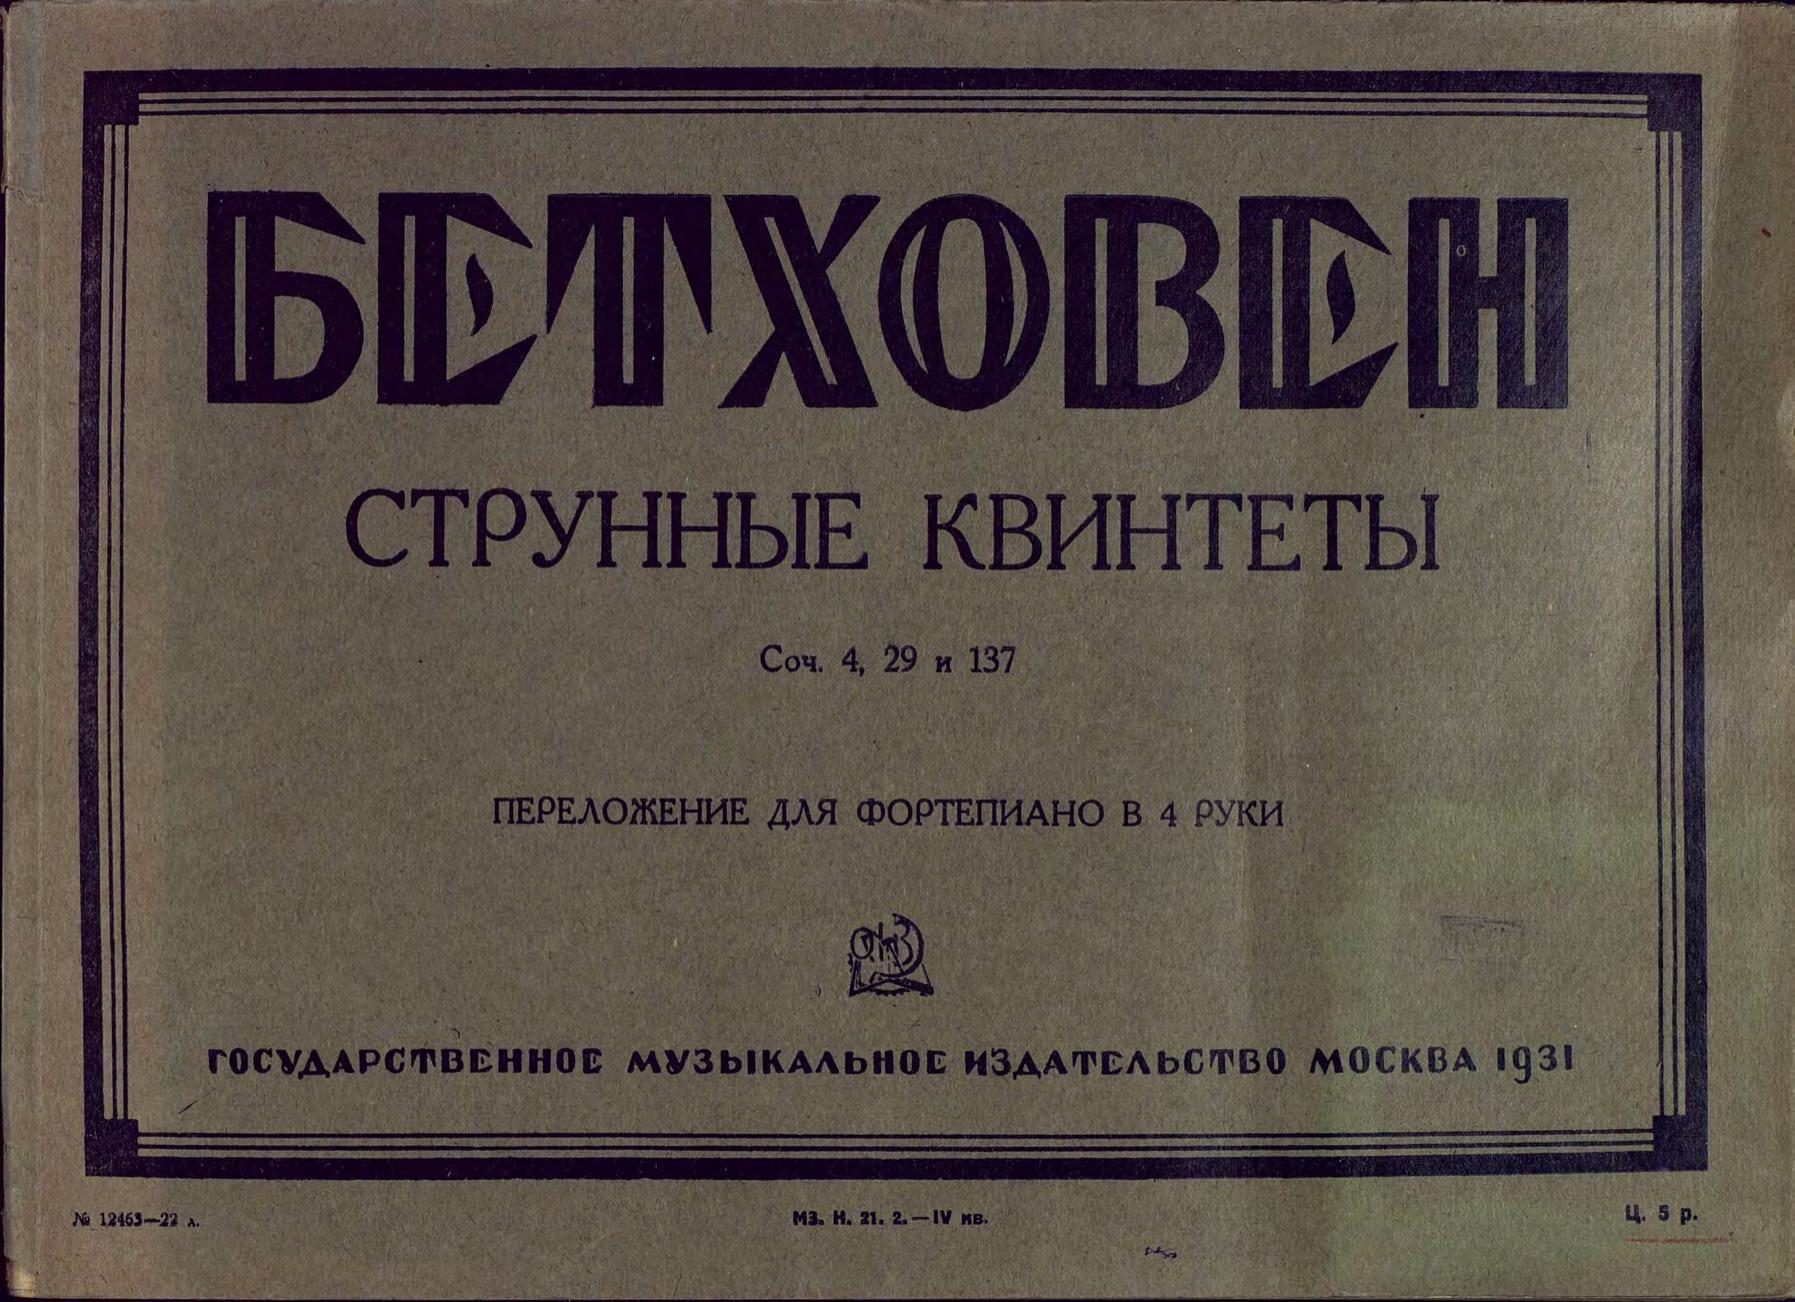 БЕТХОВЕН
СТРУННЫЕ КВИНТЕТЫ
Соч. 4, 29 и 137
ПЕРЕЛОЖЕНИЕ ДЛЯ ФОРТЕПИАНО В 4 РУКИ
ОГИЗ
ГОСУДАРСТВЕННОЕ МУЗЫКАЛЬНОЕ ИЗДАТЕЛЬСТВО МОСКВА 1931
№ 12463—22 л.
МЗ. Н. 21. 2.—IV кв.
Ц. 5 р.